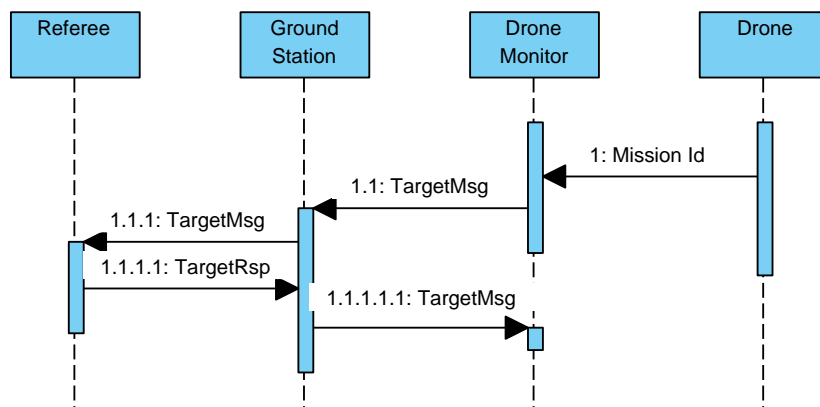 Referee
Ground
Station
Drone
Monitor
Drone
1: Mission Id
1.1: TargetMsg
1.1.1: TargetMsg
1.1.1.1: TargetRsp
1.1.1.1.1: TargetMsg